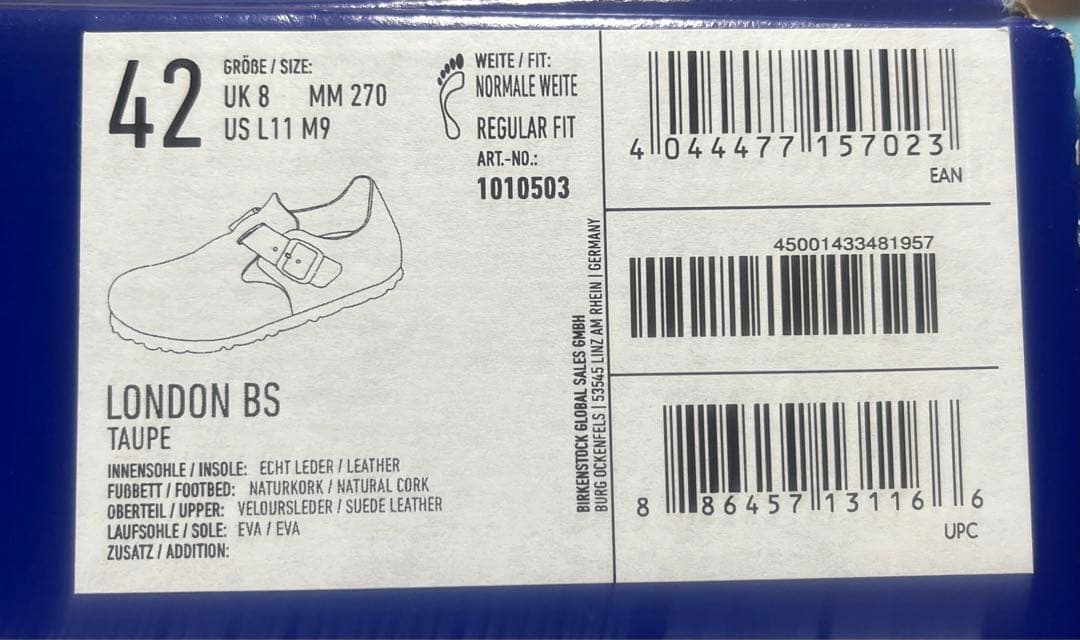 42
GRÖßE / SIZE:
UK 8 MM 270
US L11 M9
WEITE / FIT:
NORMALE WEITE
REGULAR FIT
ART.-NO.:
1010503
LONDON BS
TAUPE
INNENSOHLE / INSOLE: ECHT LEDER / LEATHER
FUßBETT / FOOTBED: NATURKORK / NATURAL CORK
OBERTEIL / UPPER: VELOURSLEDER / SUEDE LEATHER
LAUFSOHLE / SOLE: EVA / EVA
ZUSATZ / ADDITION:
BIRKENSTOCK GLOBAL SALES GMBH
BURG OCKENFELS | 53545 LINZ AM RHEIN | GERMANY
4 044477 157023
EAN
45001433481957
8 86457 13116 6
UPC